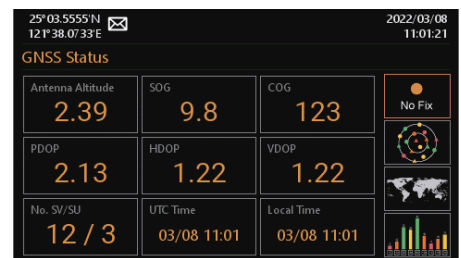 25°03.5555'N
121°38.0733'E
2022/03/08
11:01:21
GNSS Status
Antenna Altitude
2.39
SOG
9.8
COG
123
No Fix
PDOP
2.13
HDOP
1.22
VDOP
1.22
No. SV/SU
12 / 3
UTC Time
03/08 11:01
Local Time
03/08 11:01